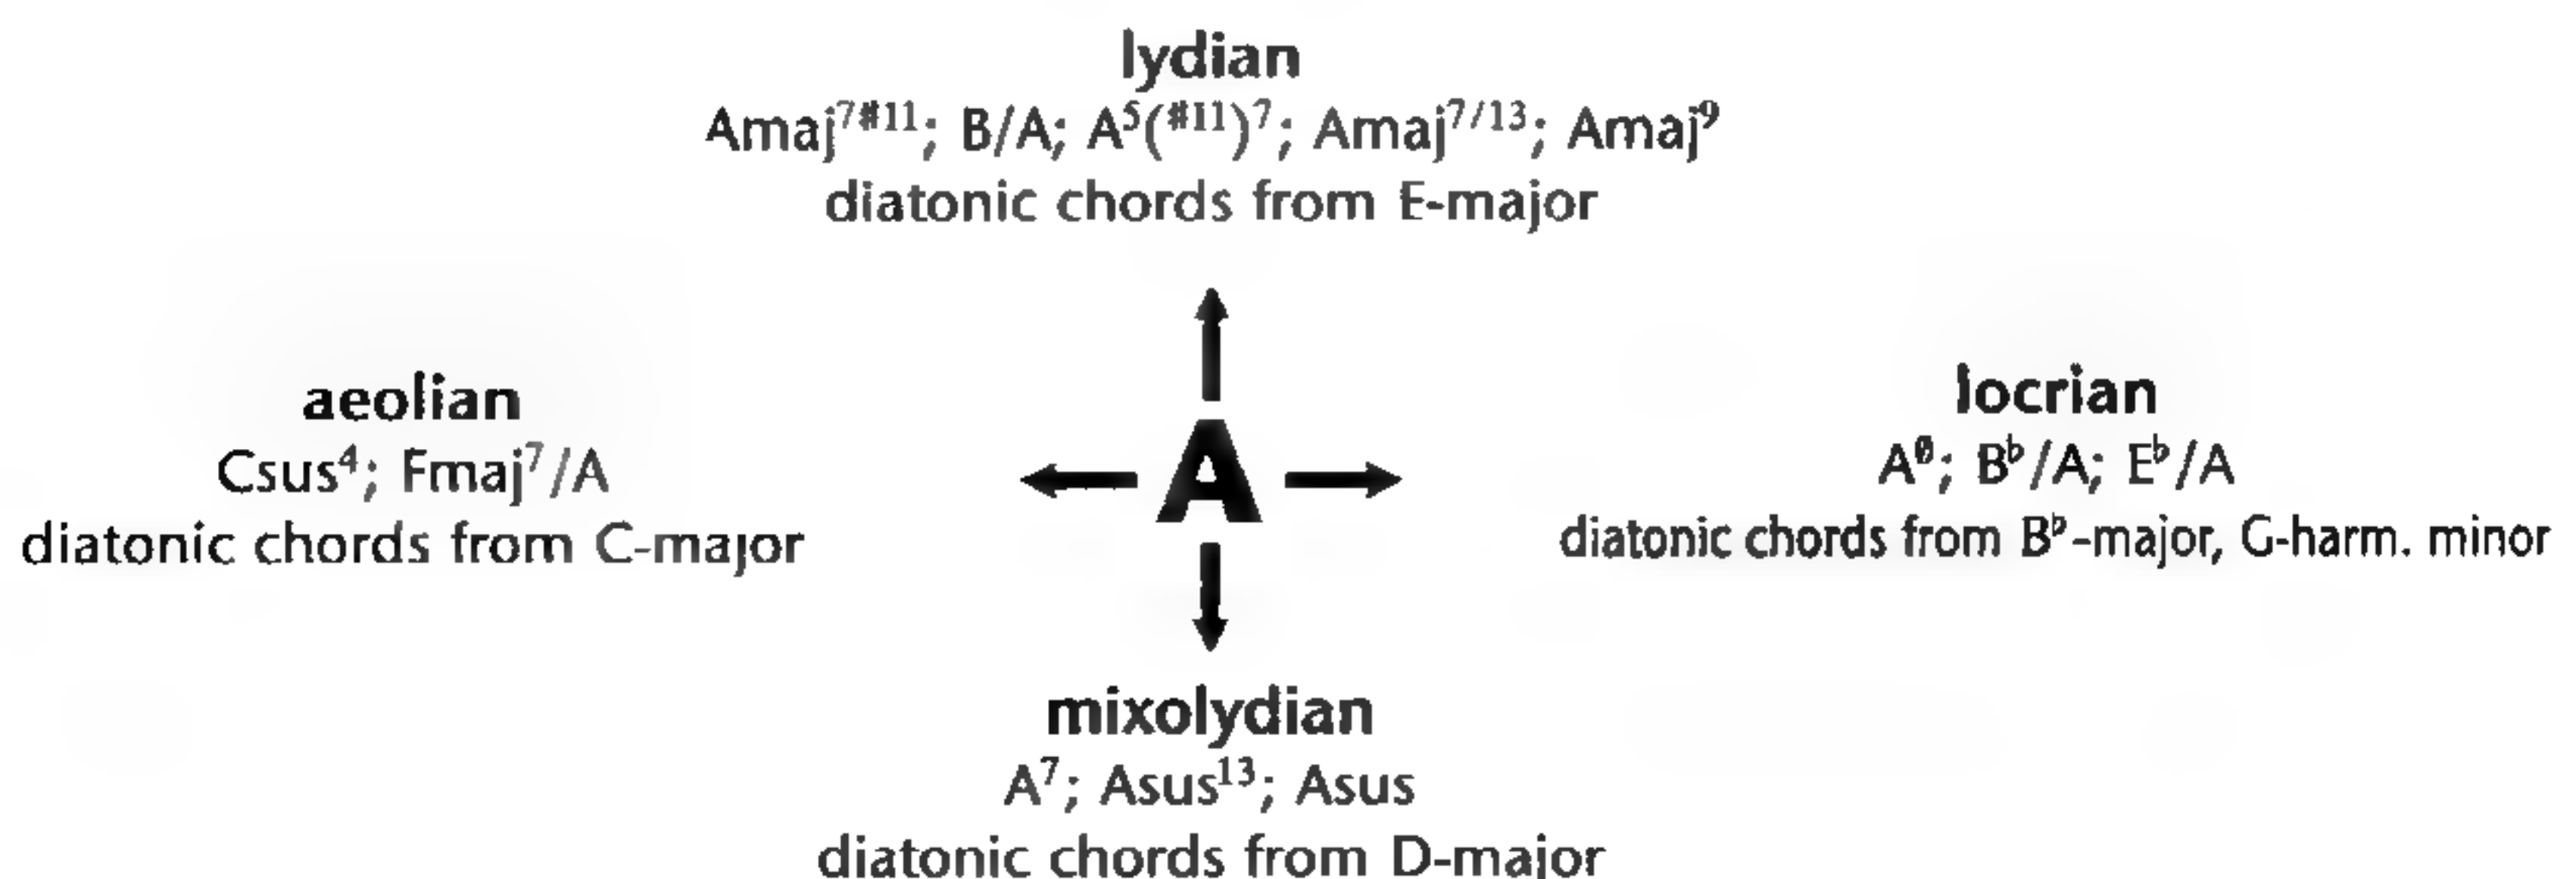 lydian
Amaj⁷#¹¹; B/A; A⁵(#¹¹)⁷; Amaj⁷/¹³; Amaj⁹
diatonic chords from E-major
aeolian
Csus⁴; Fmaj⁷/A
diatonic chords from C-major
A
locrian
Aø; B♭/A; E♭/A
diatonic chords from B♭-major, G-harm. minor
mixolydian
A⁷; Asus¹³; Asus
diatonic chords from D-major